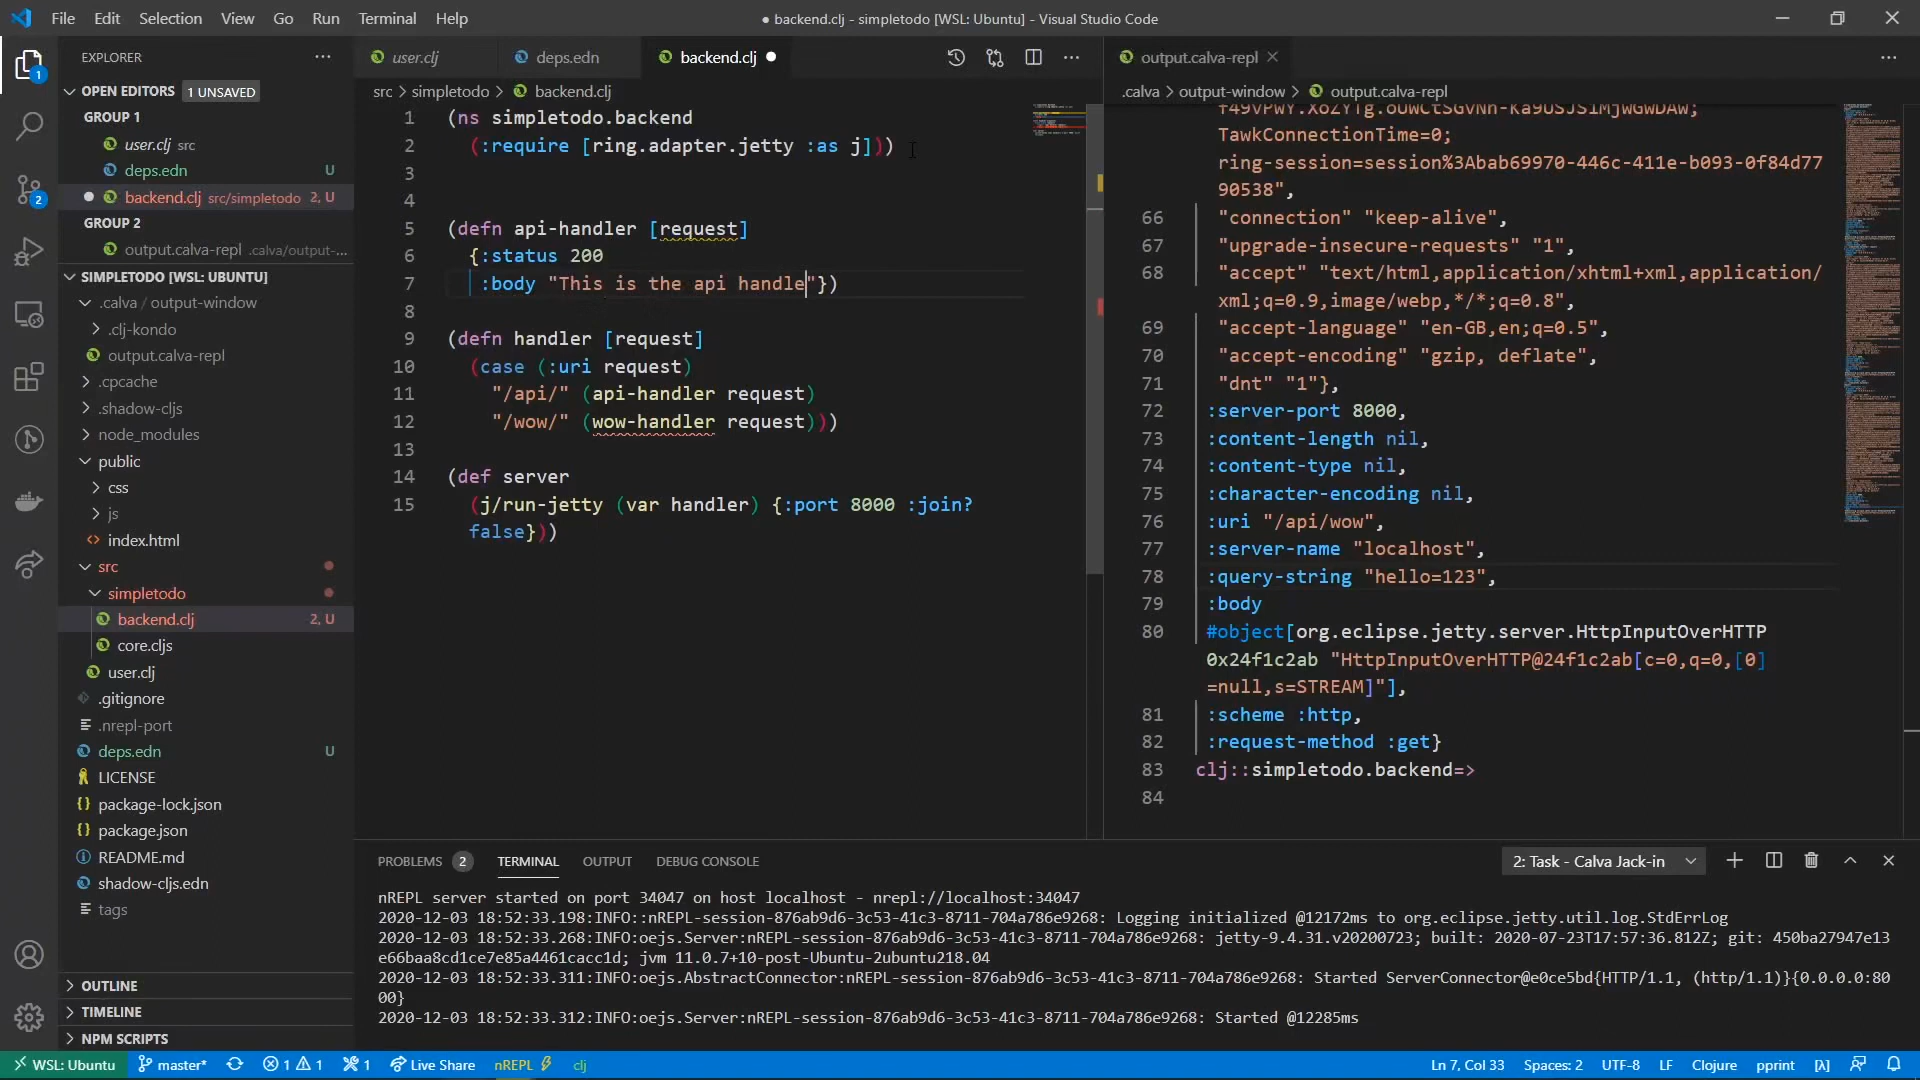 File Edit Selection View Go Run Terminal Help
● backend.clj - simpletodo [WSL: Ubuntu] - Visual Studio Code
EXPLORER
OPEN EDITORS 1 UNSAVED
GROUP 1
user.clj src
deps.edn U
backend.clj src/simpletodo 2, U
GROUP 2
output.calva-repl .calva/output-...
SIMPLETODO [WSL: UBUNTU]
.calva / output-window
.clj-kondo
output.calva-repl
.cpcache
.shadow-cljs
node_modules
public
css
js
index.html
src
simpletodo
backend.clj 2, U
core.cljs
user.clj
.gitignore
.nrepl-port
deps.edn U
LICENSE
package-lock.json
package.json
README.md
shadow-cljs.edn
tags
OUTLINE
TIMELINE
NPM SCRIPTS
1
2
user.clj deps.edn backend.clj
src > simpletodo > backend.clj
1 (ns simpletodo.backend
2 (:require [ring.adapter.jetty :as j]))
3
4
5 (defn api-handler [request]
6 {:status 200
7 :body "This is the api handle"})
8
9 (defn handler [request]
10 (case (:uri request)
11 "/api/" (api-handler request)
12 "/wow/" (wow-handler request)))
13
14 (def server
15 (j/run-jetty (var handler) {:port 8000 :join?
false}))
output.calva-repl
.calva > output-window > output.calva-repl
TawkConnectionTime=0;
ring-session=session%3Abab69970-446c-411e-b093-0f84d77
90538",
66 "connection" "keep-alive",
67 "upgrade-insecure-requests" "1",
68 "accept" "text/html,application/xhtml+xml,application/
xml;q=0.9,image/webp,*/*;q=0.8",
69 "accept-language" "en-GB,en;q=0.5",
70 "accept-encoding" "gzip, deflate",
71 "dnt" "1"},
72 :server-port 8000,
73 :content-length nil,
74 :content-type nil,
75 :character-encoding nil,
76 :uri "/api/wow",
77 :server-name "localhost",
78 :query-string "hello=123",
79 :body
80 #object[org.eclipse.jetty.server.HttpInputOverHTTP
0x24f1c2ab "HttpInputOverHTTP@24f1c2ab[c=0,q=0,[0]
=null,s=STREAM]"],
81 :scheme :http,
82 :request-method :get}
83 clj::simpletodo.backend=>
84
PROBLEMS 2 TERMINAL OUTPUT DEBUG CONSOLE
2: Task - Calva Jack-in
nREPL server started on port 34047 on host localhost - nrepl://localhost:34047
2020-12-03 18:52:33.198:INFO::nREPL-session-876ab9d6-3c53-41c3-8711-704a786e9268: Logging initialized @12172ms to org.eclipse.jetty.util.log.StdErrLog
2020-12-03 18:52:33.268:INFO:oejs.Server:nREPL-session-876ab9d6-3c53-41c3-8711-704a786e9268: jetty-9.4.31.v20200723; built: 2020-07-23T17:57:36.812Z; git: 450ba27947e13
e66baa8cd1ce7e85a4461cacc1d; jvm 11.0.7+10-post-Ubuntu-2ubuntu218.04
2020-12-03 18:52:33.311:INFO:oejs.AbstractConnector:nREPL-session-876ab9d6-3c53-41c3-8711-704a786e9268: Started ServerConnector@e0ce5bd{HTTP/1.1, (http/1.1)}{0.0.0.0:80
00}
2020-12-03 18:52:33.312:INFO:oejs.Server:nREPL-session-876ab9d6-3c53-41c3-8711-704a786e9268: Started @12285ms
WSL: Ubuntu master* 1 1 1 Live Share nREPL clj
Ln 7, Col 33 Spaces: 2 UTF-8 LF Clojure pprint [λ]